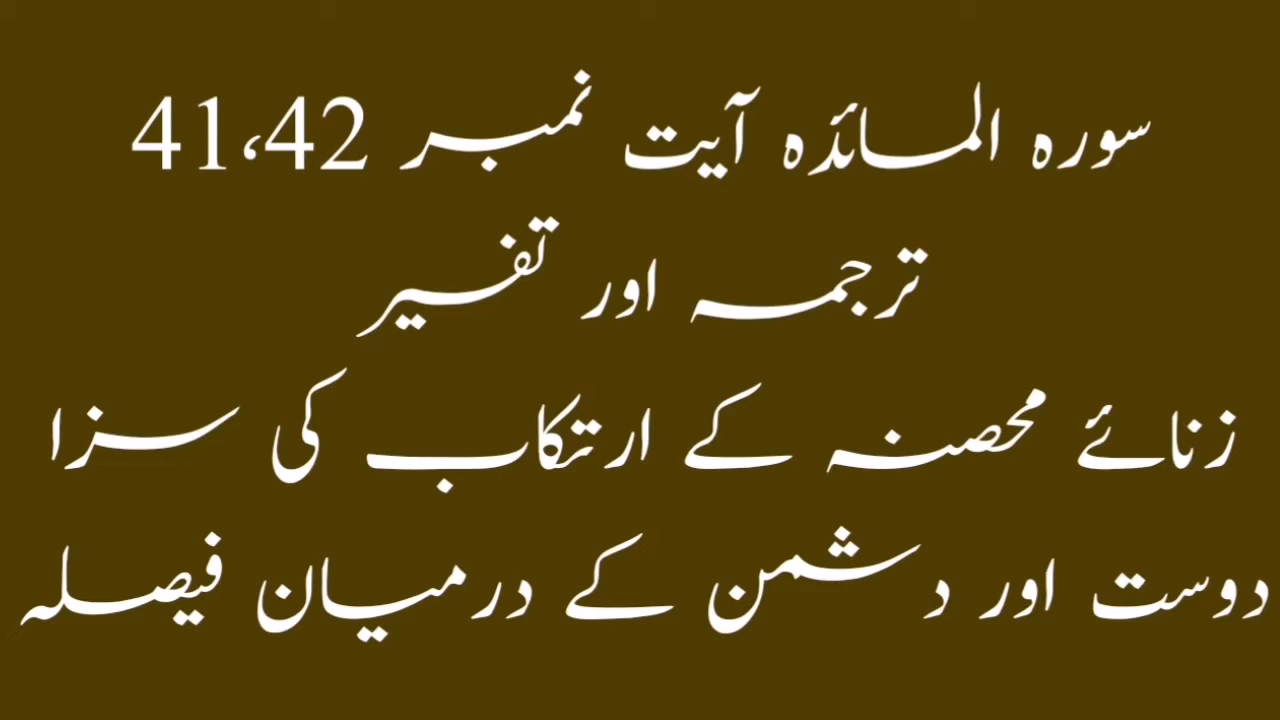 سورہ المائدہ آیت نمبر 41،42
ترجمہ اور تفسیر
زنائے محصنہ کے ارتکاب کی سزا
دوست اور دشمن کے درمیان فیصلہ